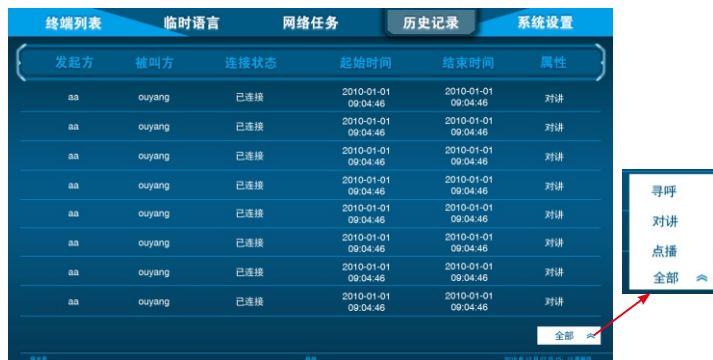 终端列表 临时语言 网络任务 历史记录 系统设置
发起方 被叫方 连接状态 起始时间 结束时间 属性
aa ouyang 已连接 2010-01-01 09:04:46 2010-01-01 09:04:46 对讲
aa ouyang 已连接 2010-01-01 09:04:46 2010-01-01 09:04:46 对讲
aa ouyang 已连接 2010-01-01 09:04:46 2010-01-01 09:04:46 对讲
aa ouyang 已连接 2010-01-01 09:04:46 2010-01-01 09:04:46 对讲
aa ouyang 已连接 2010-01-01 09:04:46 2010-01-01 09:04:46 对讲
aa ouyang 已连接 2010-01-01 09:04:46 2010-01-01 09:04:46 对讲
aa ouyang 已连接 2010-01-01 09:04:46 2010-01-01 09:04:46 对讲
aa ouyang 已连接 2010-01-01 09:04:46 2010-01-01 09:04:46 对讲
全部
寻呼
对讲
点播
全部